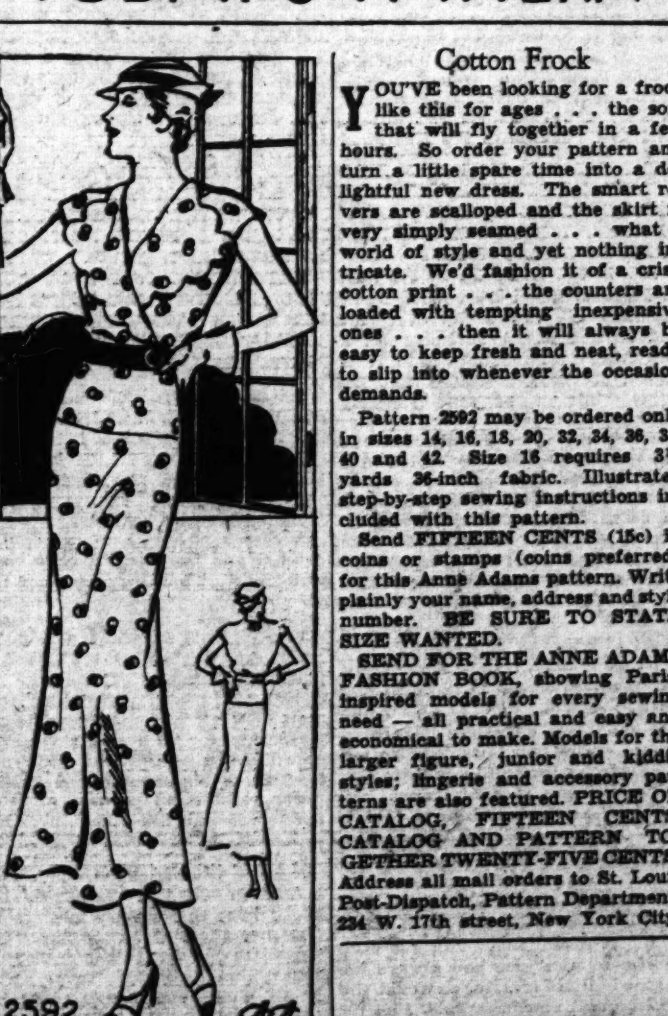 Cotton Frock
YOU'VE been looking for a froc
like this for ages . . . the so
that will fly together in a fe
hours. So order your pattern an
turn a little spare time into a de
lightful new dress. The smart r
vers are scalloped and the skirt
very simply seamed . . . what
world of style and yet nothing in
tricate. We'd fashion it of a cris
cotton print . . . the counters ar
loaded with tempting inexpensiv
ones . . . then it will always b
easy to keep fresh and neat, read
to slip into whenever the occasio
demands.
Pattern 2592 may be ordered onl
in sizes 14, 16, 18, 20, 32, 34, 36, 3
40 and 42. Size 16 requires 3
yards 36-inch fabric. Illustrate
step-by-step sewing instructions in
cluded with this pattern.
Send FIFTEEN CENTS (15c) i
coins or stamps (coins preferred
for this Anne Adams pattern. Writ
plainly your name, address and styl
number. BE SURE TO STAT
SIZE WANTED.
SEND FOR THE ANNE ADAM
FASHION BOOK, showing Pari
inspired models for every sewin
need — all practical and easy an
economical to make. Models for th
larger figure, junior and kiddi
styles; lingerie and accessory pa
terns are also featured. PRICE O
CATALOG, FIFTEEN CENT
CATALOG AND PATTERN TO
GETHER TWENTY-FIVE CENTS
Address all mail orders to St. Loui
Post-Dispatch, Pattern Departmen
234 W. 17th street, New York City
2592